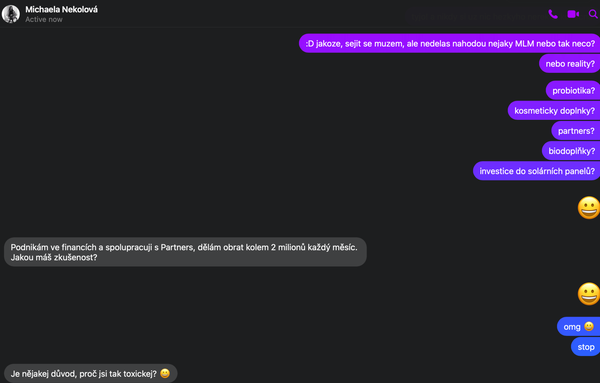 Michaela Nekolová
Active now
:D jakoze, sejit se muzem, ale nedelas nahodou nejaky MLM nebo tak neco?
nebo reality?
probiotika?
kosmeticky doplnky?
partners?
biodoplňky?
investice do solárních panelů?
Podnikám ve financích a spolupracuji s Partners, dělám obrat kolem 2 milionů každý měsíc.
Jakou máš zkušenost?
omg 😀
stop
Je nějakej důvod, proč jsi tak toxickej? 😀